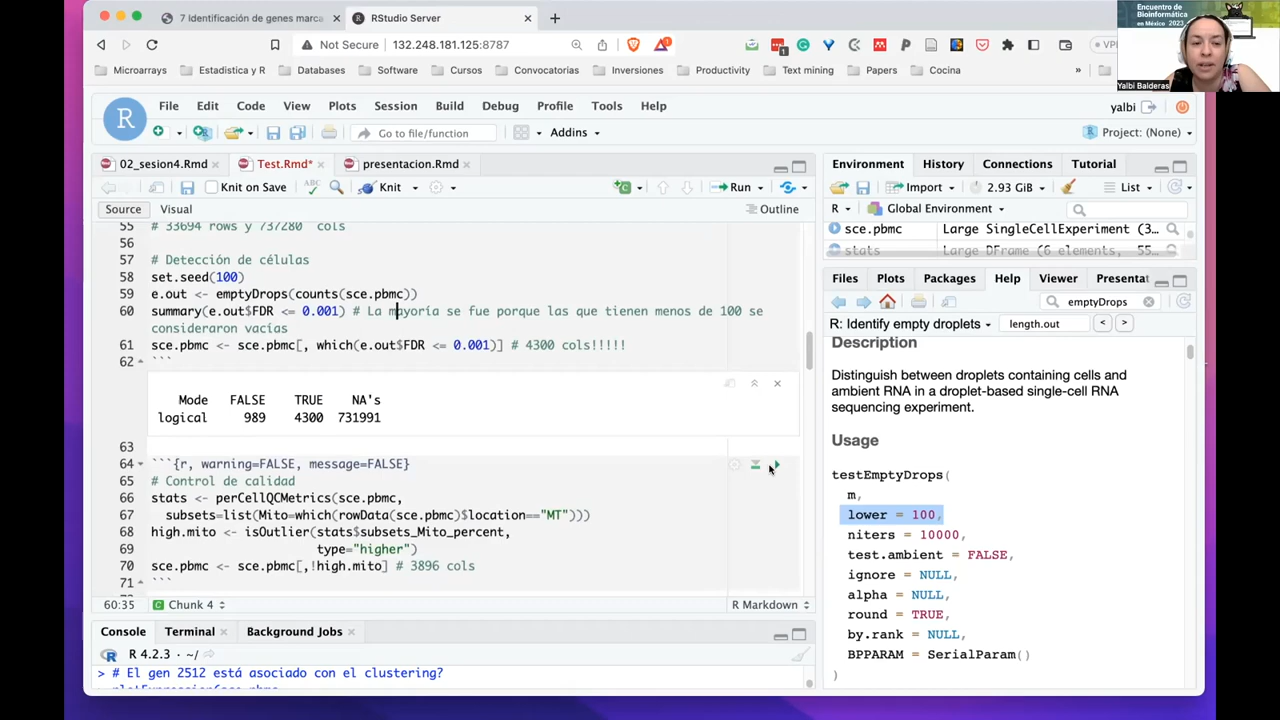 7 Identificación de genes marca
RStudio Server
Not Secure
132.248.181.125:8787
Microarrays
Estadistica y R
Databases
Software
Cursos
Convocatorias
Inversiones
Productivity
Text mining
Papers
Cocina
»
Encuentro de
Bioinformática
en México 2023
Yalbi Balderas
File Edit Code View Plots Session Build Debug Profile Tools Help
yalbi
Go to file/function
Addins
Project: (None)
02_sesion4.Rmd
Test.Rmd*
presentacion.Rmd
Knit on Save
Knit
Run
Source
Visual
Outline
55 # 33694 rows y 737280 cols
56
57 # Detección de células
58 set.seed(100)
59 e.out <- emptyDrops(counts(sce.pbmc))
60 summary(e.out$FDR <= 0.001) # La mayoría se fue porque las que tienen menos de 100 se
consideraron vacías
61 sce.pbmc <- sce.pbmc[, which(e.out$FDR <= 0.001)] # 4300 cols!!!!!
62 ```
Mode FALSE TRUE NA's
logical 989 4300 731991
63
64 ```{r, warning=FALSE, message=FALSE}
65 # Control de calidad
66 stats <- perCellQCMetrics(sce.pbmc,
67 subsets=list(Mito=which(rowData(sce.pbmc)$location=="MT")))
68 high.mito <- isOutlier(stats$subsets_Mito_percent,
69 type="higher")
70 sce.pbmc <- sce.pbmc[,!high.mito] # 3896 cols
71 ```
60:35
Chunk 4
R Markdown
Console
Terminal
Background Jobs
R 4.2.3 · ~/
> # El gen 2512 está asociado con el clustering?
Environment
History
Connections
Tutorial
Import
2.93 GiB
List
R
Global Environment
sce.pbmc Large SingleCellExperiment (3…
stats Large DFrame (6 elements, 55…
Files
Plots
Packages
Help
Viewer
Presentat
emptyDrops
R: Identify empty droplets
length.out
Description
Distinguish between droplets containing cells and
ambient RNA in a droplet-based single-cell RNA
sequencing experiment.
Usage
testEmptyDrops(
m,
lower = 100,
niters = 10000,
test.ambient = FALSE,
ignore = NULL,
alpha = NULL,
round = TRUE,
by.rank = NULL,
BPPARAM = SerialParam()
)